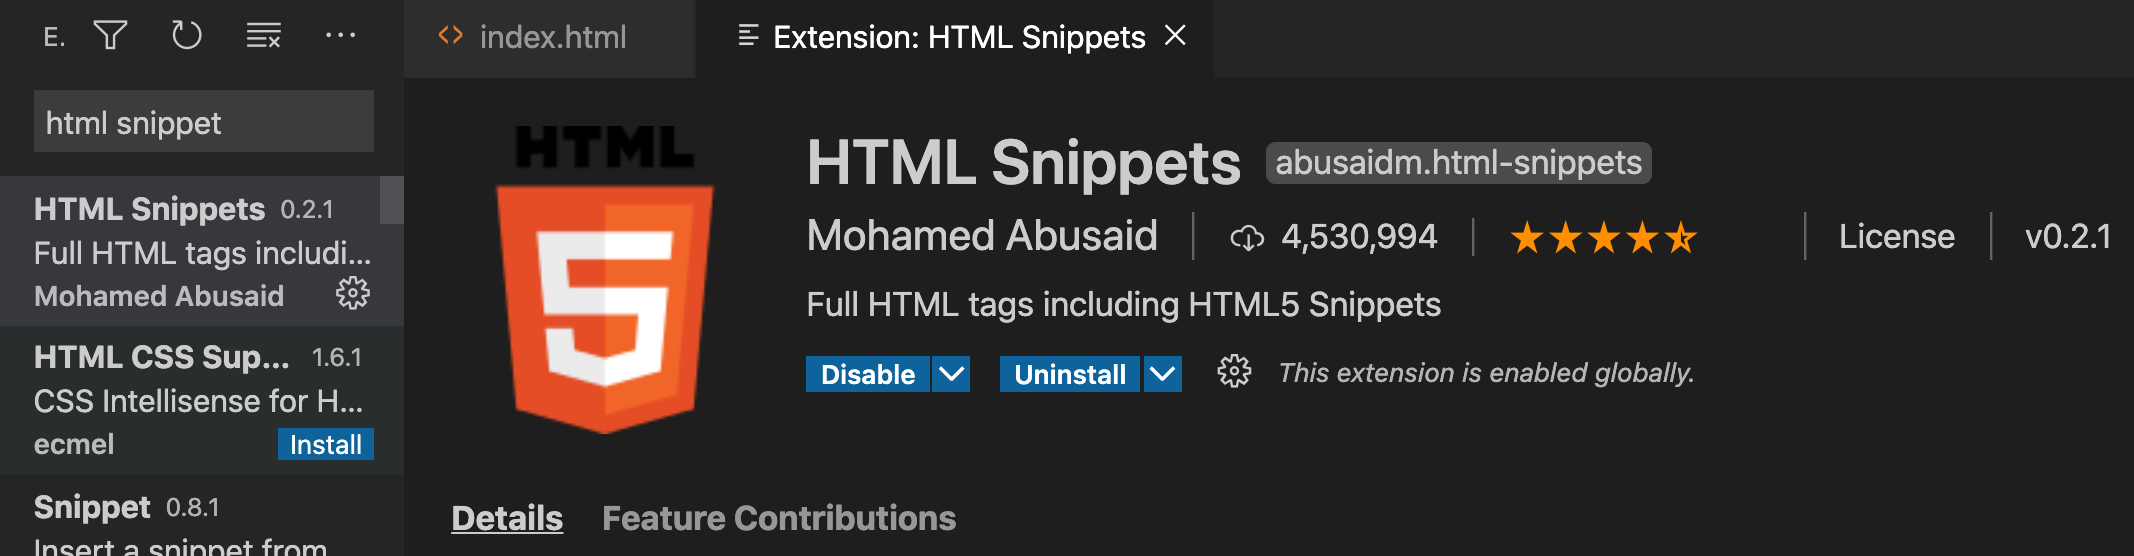 E.
html snippet
HTML Snippets 0.2.1
Full HTML tags includi...
Mohamed Abusaid
HTML CSS Sup... 1.6.1
CSS Intellisense for H...
ecmel Install
Snippet 0.8.1
Insert a snippet from
index.html
Extension: HTML Snippets
HTML
5
HTML Snippets abusaidm.html-snippets
Mohamed Abusaid 4,530,994 License v0.2.1
Full HTML tags including HTML5 Snippets
Disable Uninstall This extension is enabled globally.
Details Feature Contributions